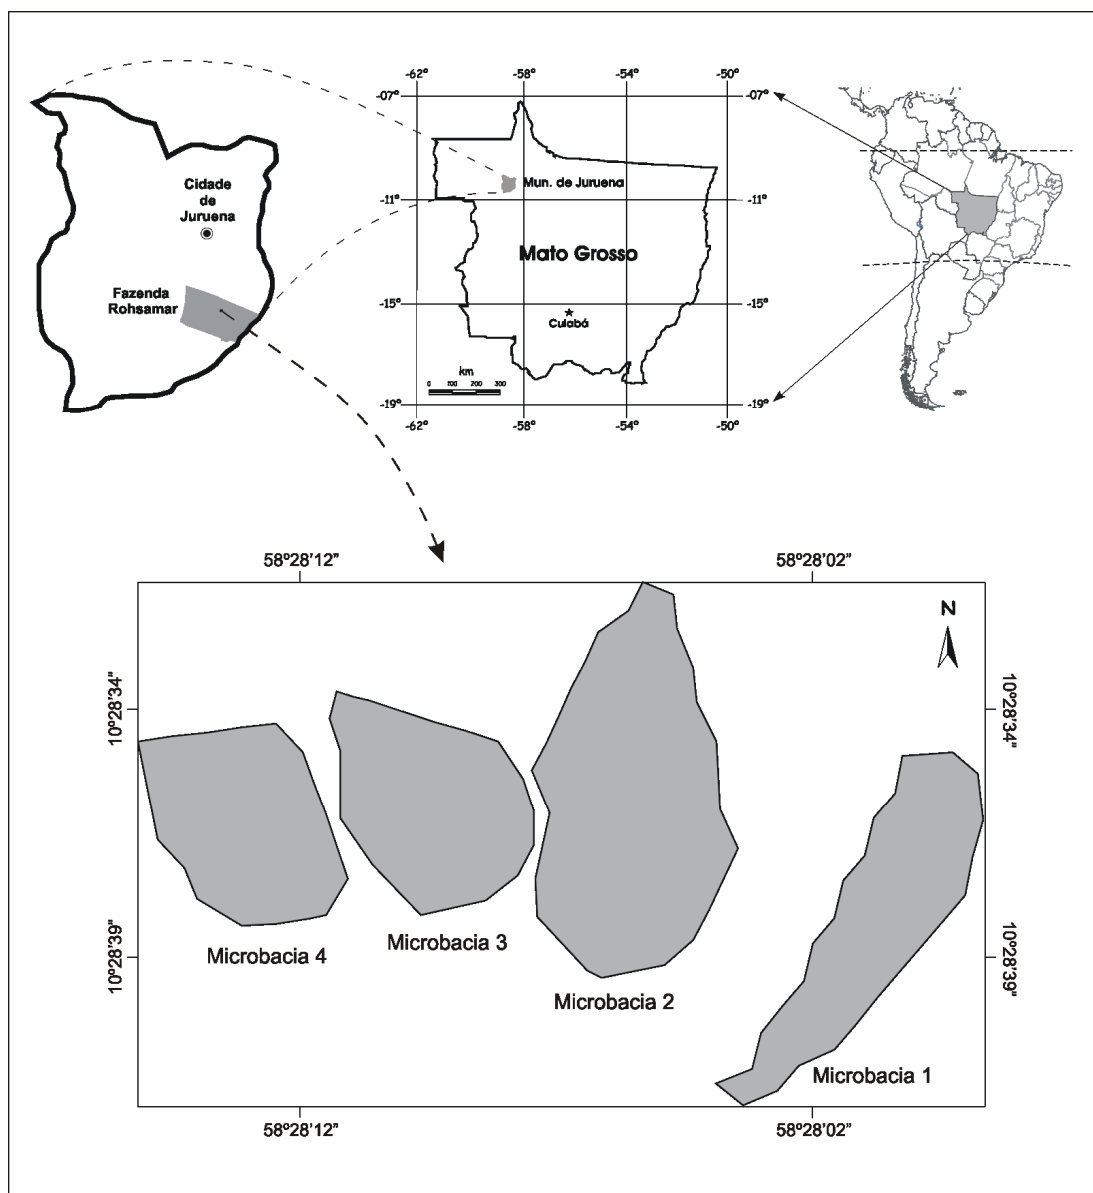 -62° -58° -54° -50°
-07° -07°
Cidade
de
Juruena
Mun. de Juruena
-11° -11°
Mato Grosso
Fazenda
Rohsamar
-15° -15°
Cuiabá
km
0 100 200 300
-19° -19°
-62° -58° -54° -50°
58°28'12" 58°28'02"
N
10°28'34" 10°28'34"
Microbacia 4
Microbacia 3
10°28'39" 10°28'39"
Microbacia 2
Microbacia 1
58°28'12" 58°28'02"